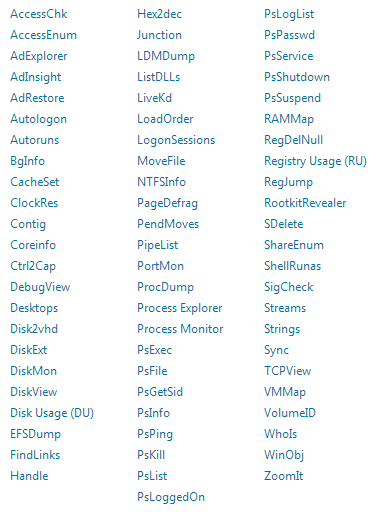 AccessChk
AccessEnum
AdExplorer
AdInsight
AdRestore
Autologon
Autoruns
BgInfo
CacheSet
ClockRes
Contig
Coreinfo
Ctrl2Cap
DebugView
Desktops
Disk2vhd
DiskExt
DiskMon
DiskView
Disk Usage (DU)
EFSDump
FindLinks
Handle
Hex2dec
Junction
LDMDump
ListDLLs
LiveKd
LoadOrder
LogonSessions
MoveFile
NTFSInfo
PageDefrag
PendMoves
PipeList
PortMon
ProcDump
Process Explorer
Process Monitor
PsExec
PsFile
PsGetSid
PsInfo
PsPing
PsKill
PsList
PsLoggedOn
PsLogList
PsPasswd
PsService
PsShutdown
PsSuspend
RAMMap
RegDelNull
Registry Usage (RU)
RegJump
RootkitRevealer
SDelete
ShareEnum
ShellRunas
SigCheck
Streams
Strings
Sync
TCPView
VMMap
VolumeID
WhoIs
WinObj
ZoomIt